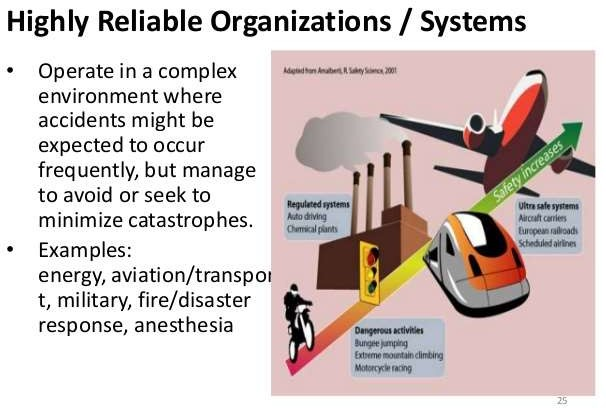 Highly Reliable Organizations / Systems
• Operate in a complex
environment where
accidents might be
expected to occur
frequently, but manage
to avoid or seek to
minimize catastrophes.
• Examples:
energy, aviation/transpor
t, military, fire/disaster
response, anesthesia
Adapted from Amalberti, R. Safety Science, 2001
Safety increases
Regulated systems
Auto driving
Chemical plants
Ultra safe systems
Aircraft carriers
European railroads
Scheduled airlines
Dangerous activities
Bungee jumping
Extreme mountain climbing
Motorcycle racing
25